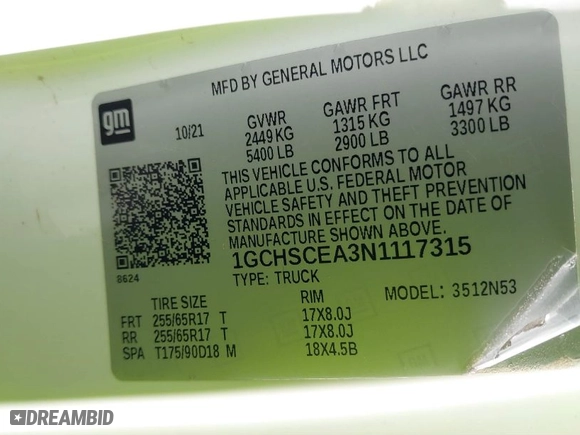 MFD BY GENERAL MOTORS LLC
gm
10/21
GVWR GAWR FRT GAWR RR
2449 KG 1315 KG 1497 KG
5400 LB 2900 LB 3300 LB
THIS VEHICLE CONFORMS TO ALL
APPLICABLE U.S. FEDERAL MOTOR
VEHICLE SAFETY AND THEFT PREVENTION
STANDARDS IN EFFECT ON THE DATE OF
MANUFACTURE SHOWN ABOVE.
8624
1GCHSCEA3N1117315
TYPE: TRUCK
MODEL: 3512N53
TIRE SIZE RIM
FRT 255/65R17 T 17X8.0J
RR 255/65R17 T 17X8.0J
SPA T175/90D18 M 18X4.5B
DREAMBID